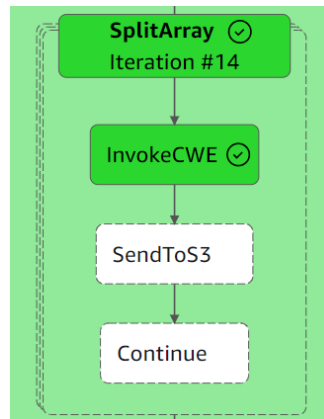 SplitArray
Iteration #14
InvokeCWE
SendToS3
Continue